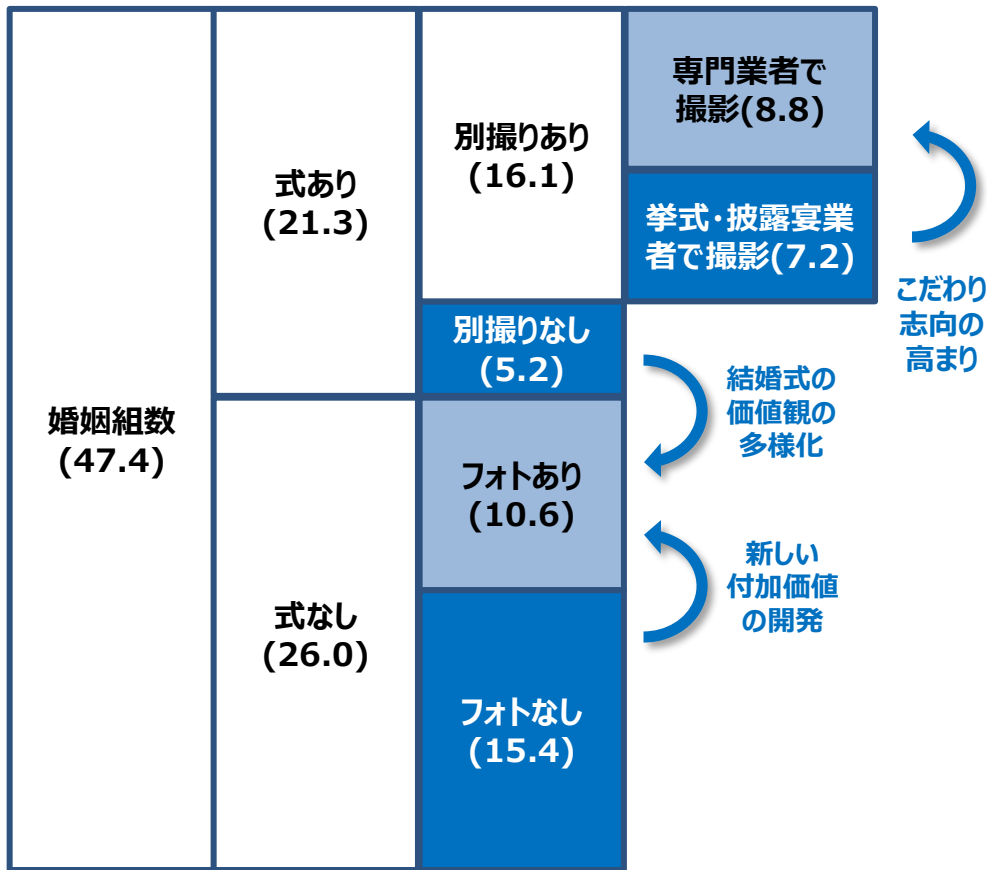 婚姻組数
(47.4)
式あり
(21.3)
式なし
(26.0)
別撮りあり
(16.1)
別撮りなし
(5.2)
フォトあり
(10.6)
フォトなし
(15.4)
専門業者で
撮影(8.8)
挙式・披露宴業
者で撮影(7.2)
こだわり
志向の
高まり
結婚式の
価値観の
多様化
新しい
付加価値
の開発